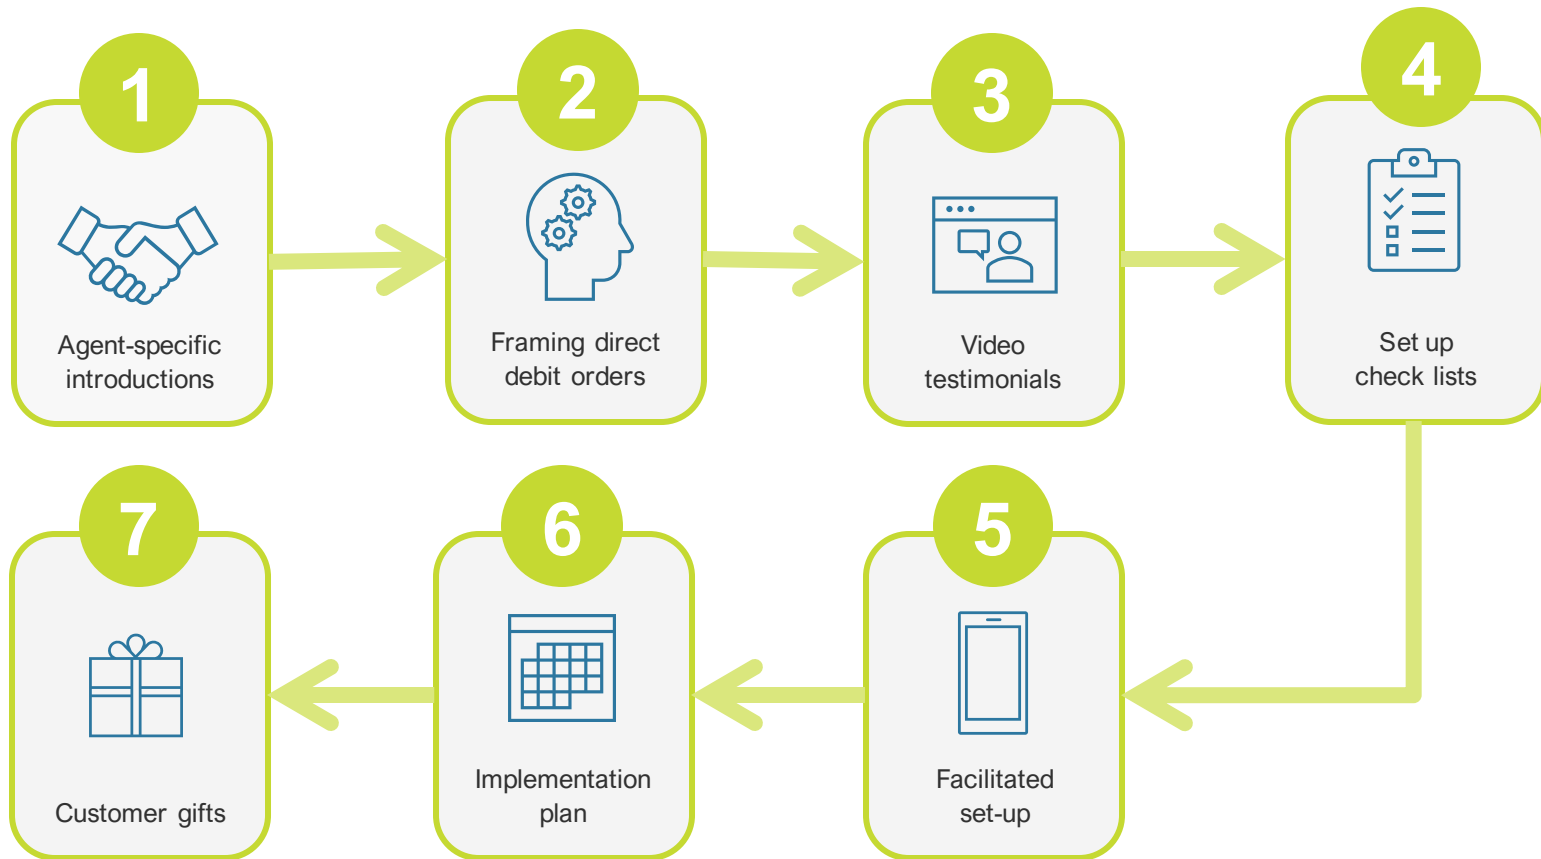 1
Agent-specific
introductions
2
Framing direct
debit orders
3
Video
testimonials
4
Set up
check lists
5
Facilitated
set-up
6
Implementation
plan
7
Customer gifts